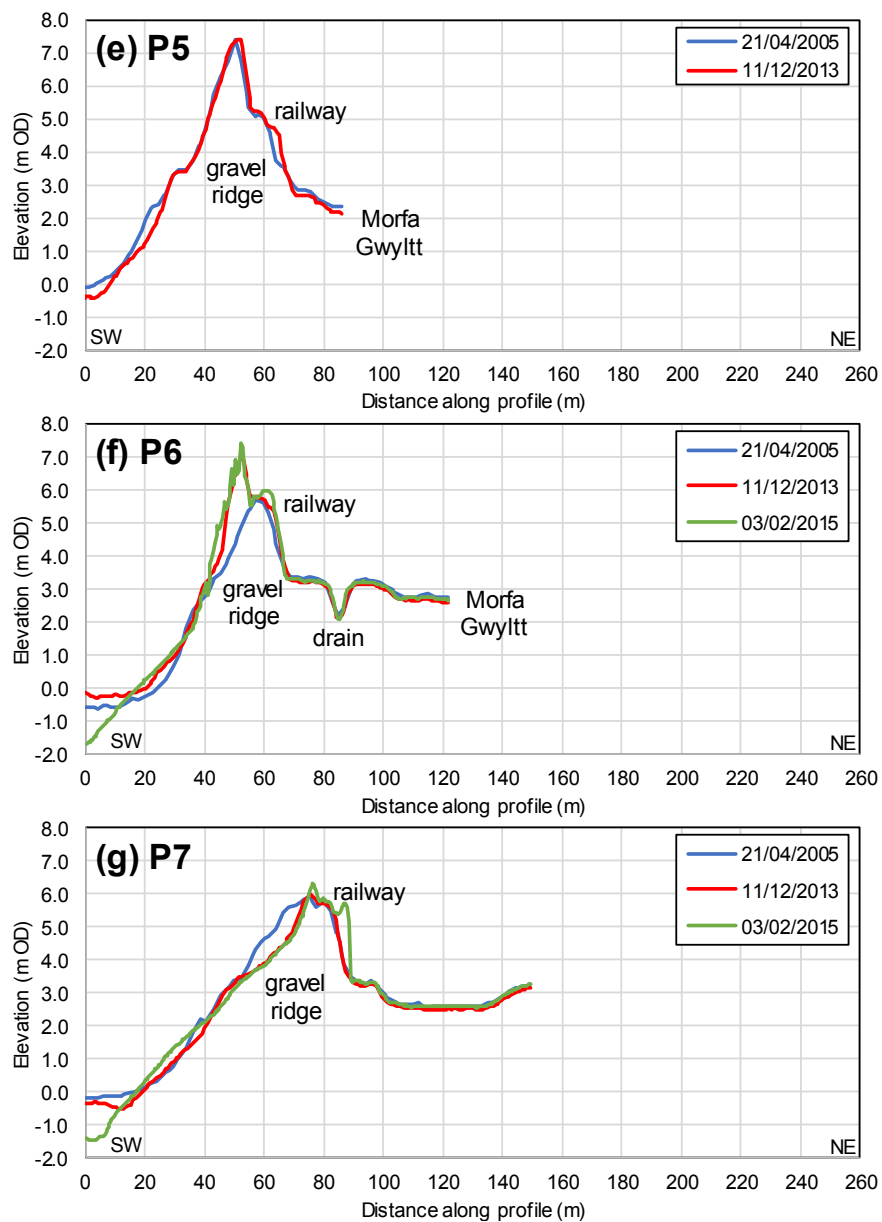 (e) P5
21/04/2005
11/12/2013
railway
gravel
ridge
Morfa
Gwyltt
SW
NE
8.0
7.0
6.0
5.0
4.0
3.0
2.0
1.0
0.0
-1.0
-2.0
Elevation (m OD)
0 20 40 60 80 100 120 140 160 180 200 220 240 260
Distance along profile (m)
(f) P6
21/04/2005
11/12/2013
03/02/2015
railway
gravel
ridge
drain
Morfa
Gwyltt
SW
NE
8.0
7.0
6.0
5.0
4.0
3.0
2.0
1.0
0.0
-1.0
-2.0
Elevation (m OD)
0 20 40 60 80 100 120 140 160 180 200 220 240 260
Distance along profile (m)
(g) P7
21/04/2005
11/12/2013
03/02/2015
railway
gravel
ridge
SW
NE
8.0
7.0
6.0
5.0
4.0
3.0
2.0
1.0
0.0
-1.0
-2.0
Elevation (m OD)
0 20 40 60 80 100 120 140 160 180 200 220 240 260
Distance along profile (m)